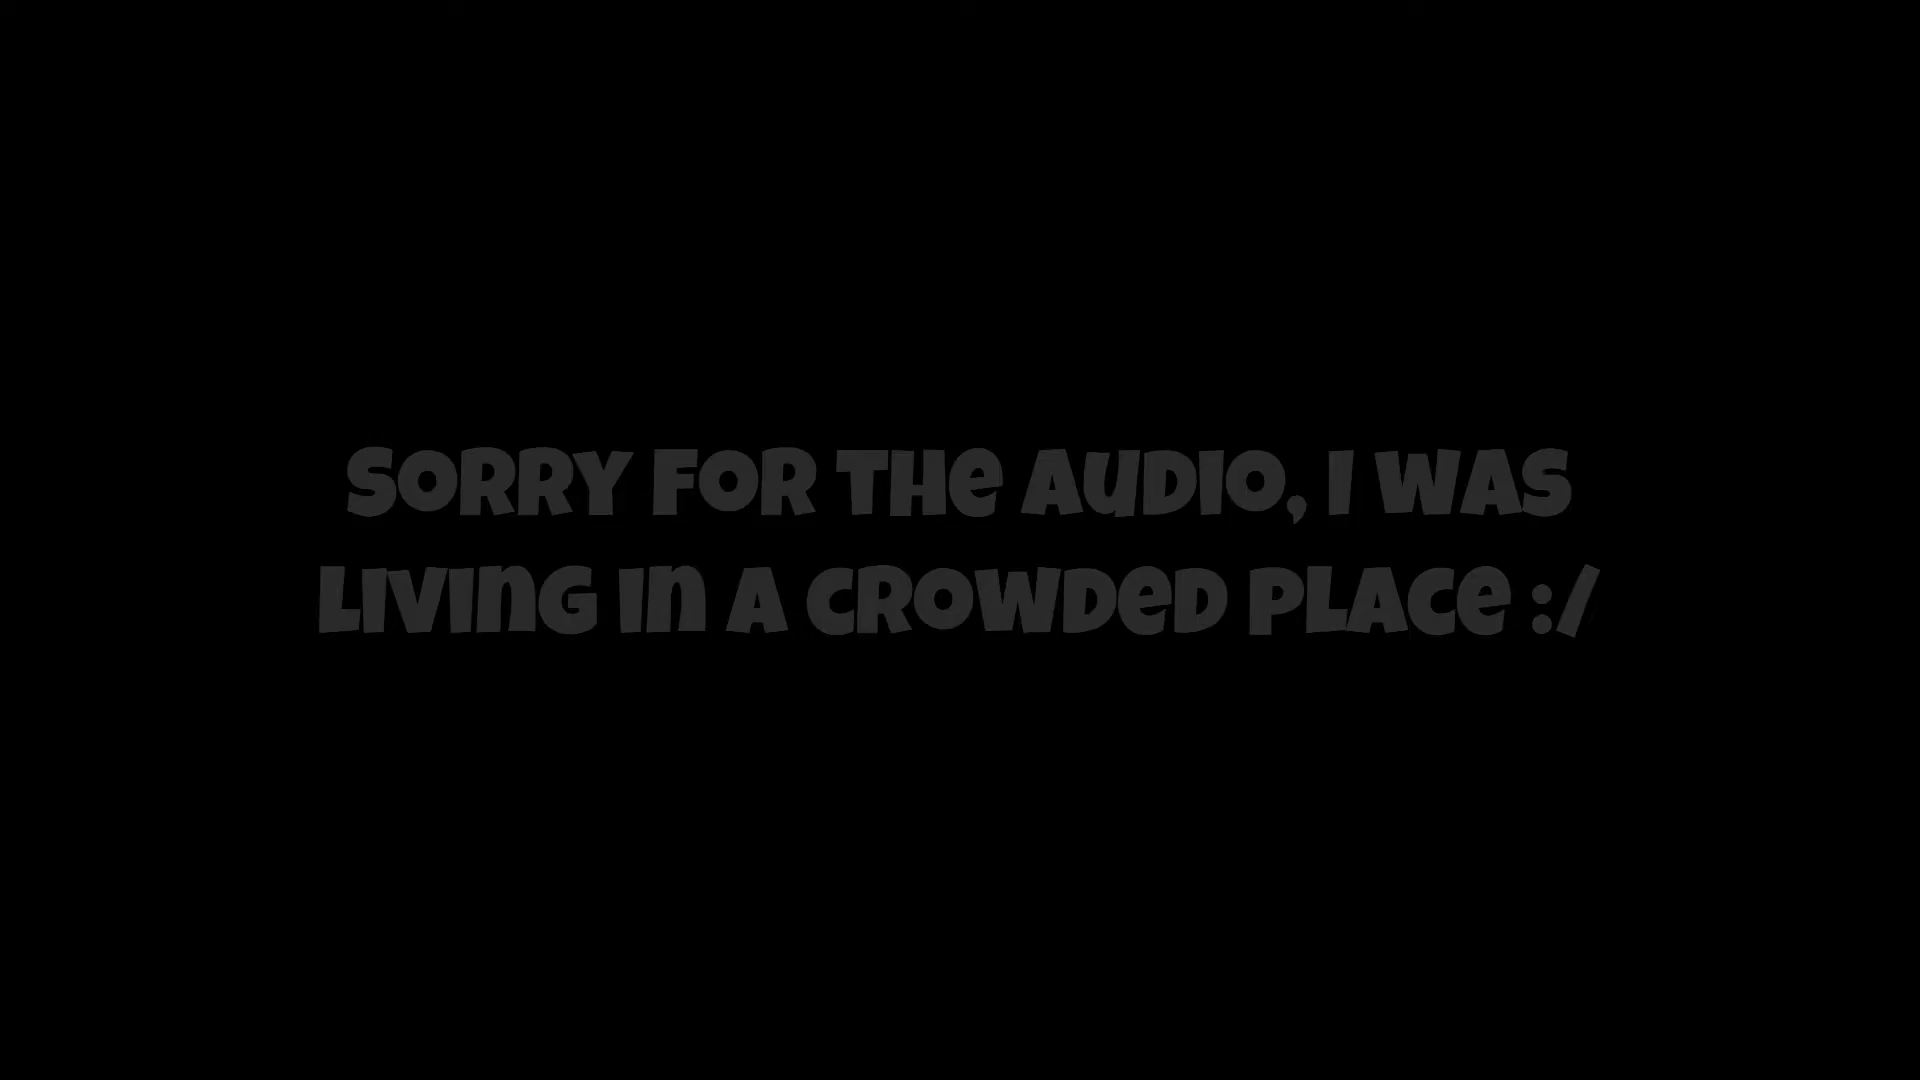 SORRY FOR THE AUDIO, I WAS
LIVING IN A CROWDED PLACE :/